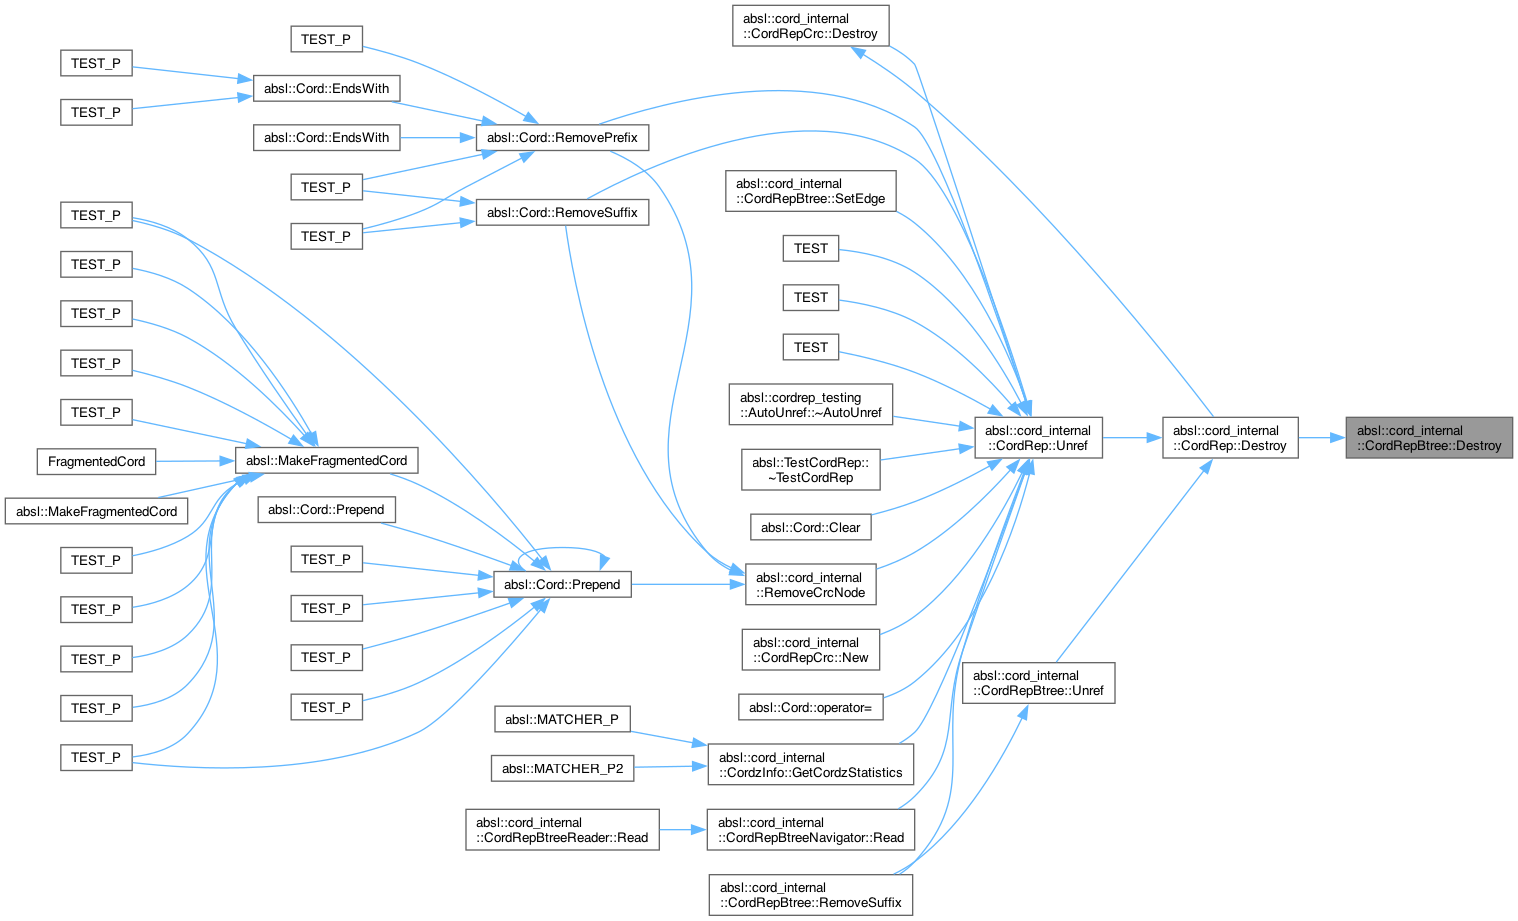 absl::cord_internal
::CordRepCrc::Destroy
TEST_P
TEST_P
absl::Cord::EndsWith
TEST_P
absl::Cord::EndsWith
absl::Cord::RemovePrefix
TEST_P
absl::cord_internal
::CordRepBtree::SetEdge
TEST_P
absl::Cord::RemoveSuffix
TEST_P
TEST
TEST_P
TEST
TEST_P
TEST
TEST_P
absl::cordrep_testing
::AutoUnref::~AutoUnref
TEST_P
absl::cord_internal
::CordRep::Unref
absl::cord_internal
::CordRep::Destroy
absl::cord_internal
::CordRepBtree::Destroy
FragmentedCord
absl::MakeFragmentedCord
absl::TestCordRep::
~TestCordRep
absl::MakeFragmentedCord
absl::Cord::Prepend
absl::Cord::Clear
TEST_P
TEST_P
absl::Cord::Prepend
absl::cord_internal
::RemoveCrcNode
TEST_P
TEST_P
TEST_P
TEST_P
absl::cord_internal
::CordRepCrc::New
absl::cord_internal
::CordRepBtree::Unref
TEST_P
TEST_P
absl::Cord::operator=
absl::MATCHER_P
TEST_P
absl::MATCHER_P2
absl::cord_internal
::CordzInfo::GetCordzStatistics
absl::cord_internal
::CordRepBtreeReader::Read
absl::cord_internal
::CordRepBtreeNavigator::Read
absl::cord_internal
::CordRepBtree::RemoveSuffix